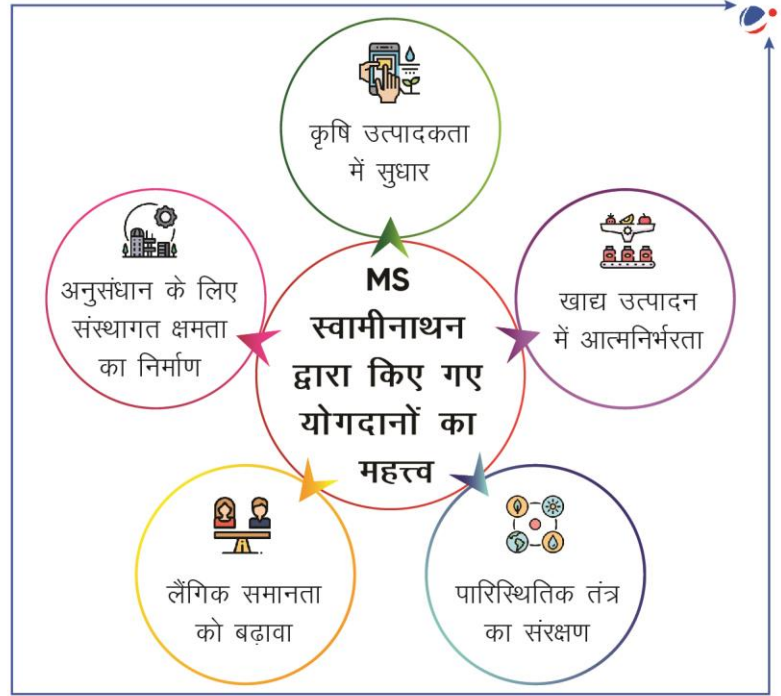 कृषि उत्पादकता
में सुधार
खाद्य उत्पादन
में आत्मनिर्भरता
पारिस्थितिक तंत्र
का संरक्षण
लैंगिक समानता
को बढ़ावा
अनुसंधान के लिए
संस्थागत क्षमता
का निर्माण
MS
स्वामीनाथन
द्वारा किए गए
योगदानों का
महत्त्व